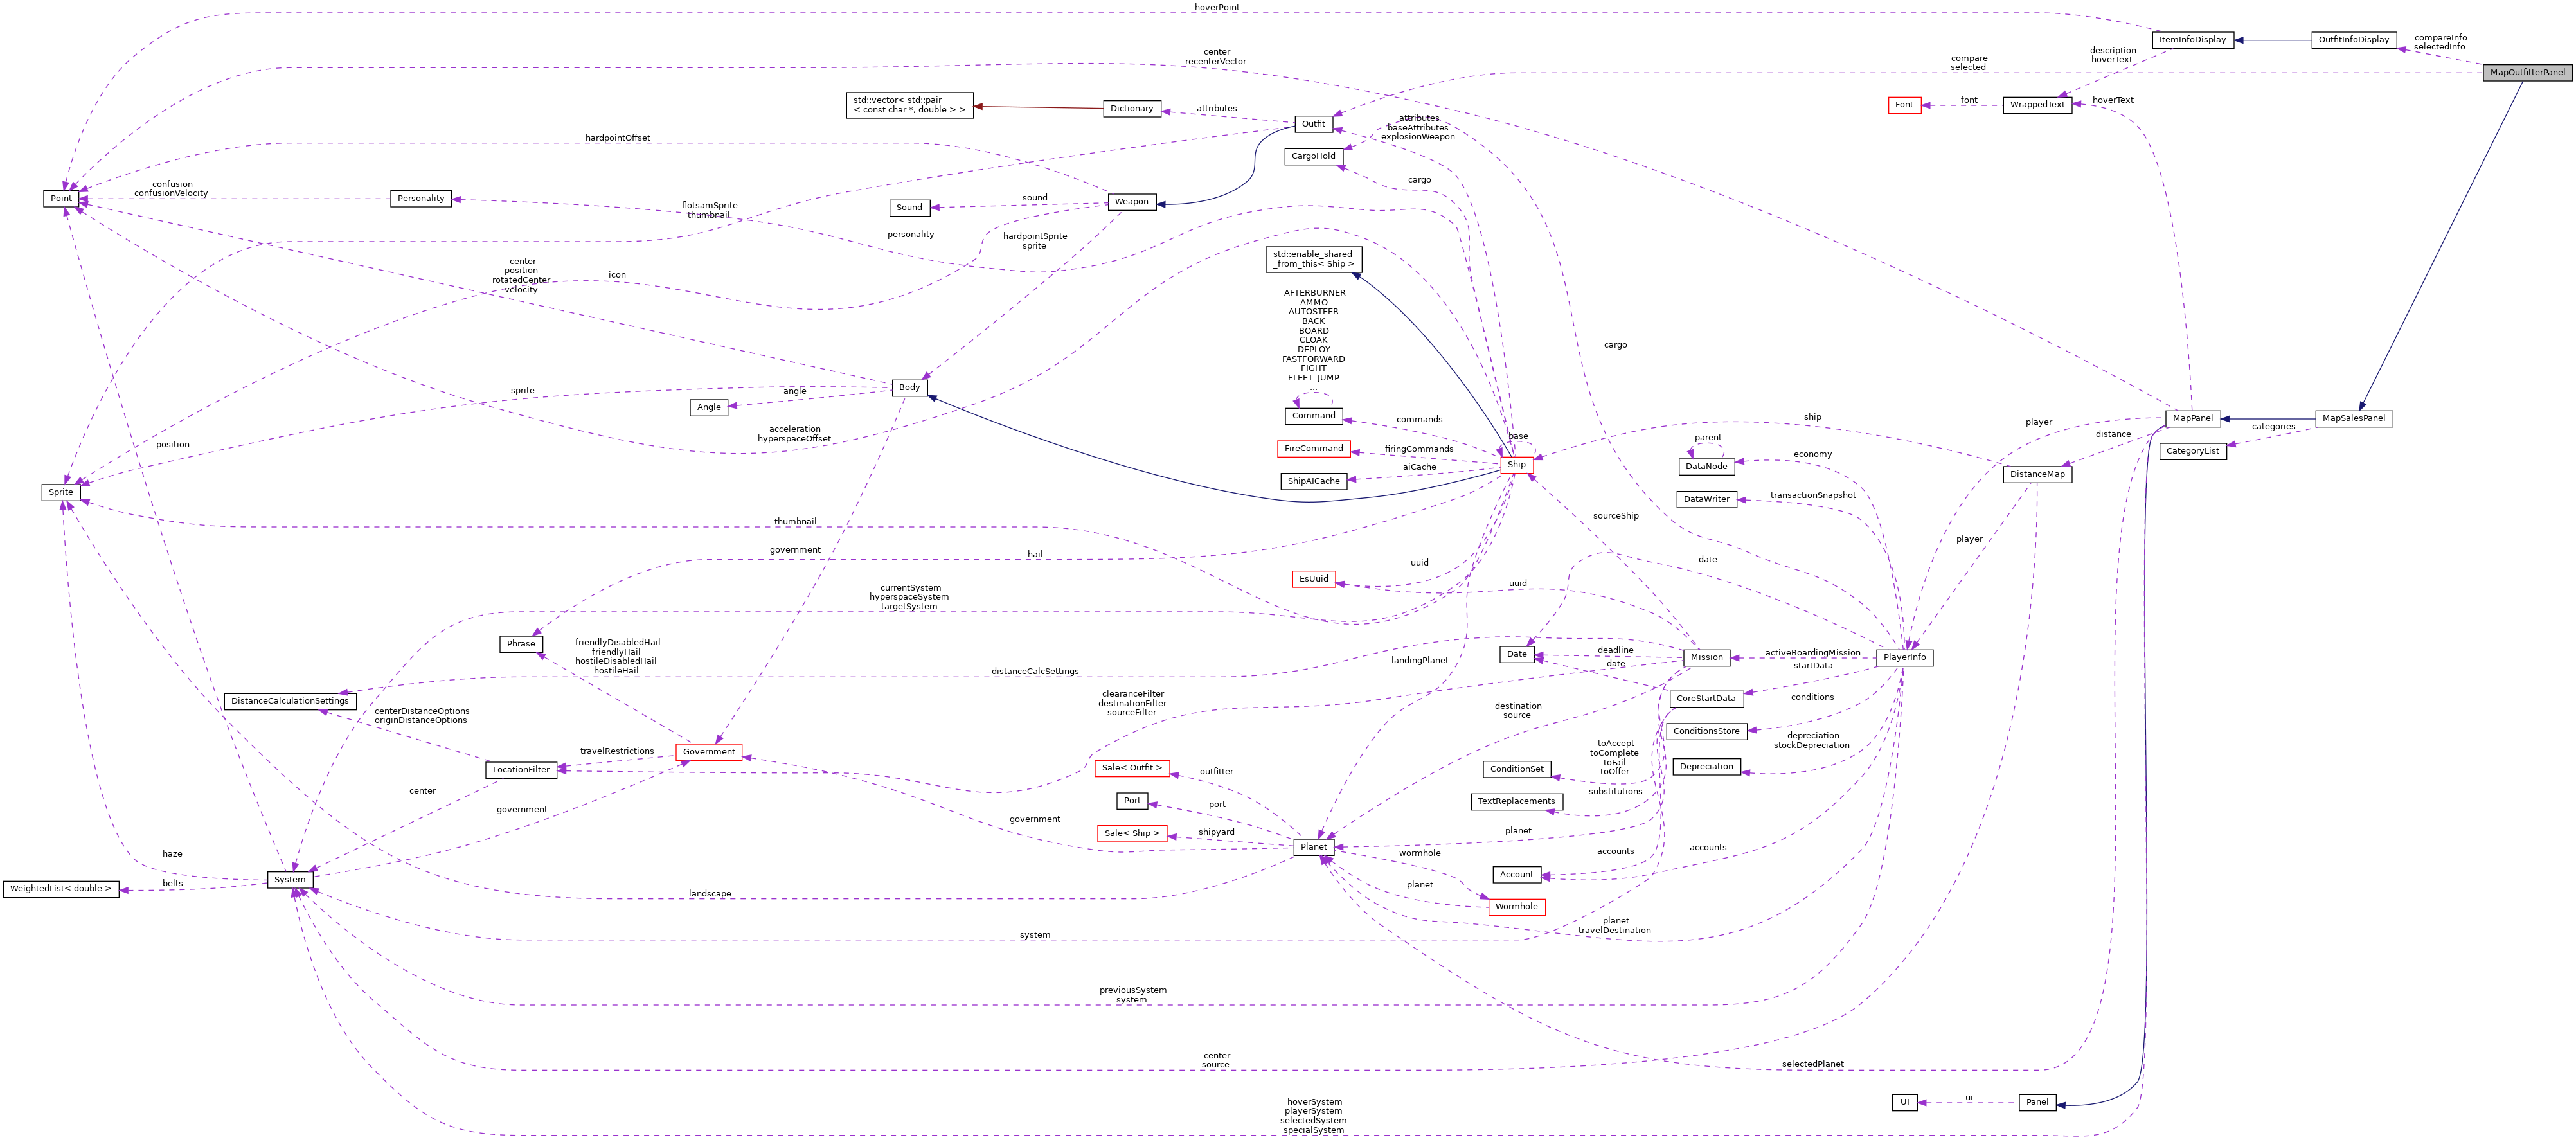 hoverPoint
ItemInfoDisplay
OutfitInfoDisplay
compareInfo
selectedInfo
MapOutfitterPanel
center
recenterVector
description
hoverText
compare
selected
std::vector< std::pair
< const char *, double > >
Dictionary
attributes
Font
font
WrappedText
hoverText
Outfit
attributes
baseAttributes
explosionWeapon
hardpointOffset
CargoHold
cargo
confusion
confusionVelocity
Point
Personality
flotsamSprite
thumbnail
Sound
sound
Weapon
personality
hardpointSprite
sprite
std::enable_shared
_from_this< Ship >
center
position
rotatedCenter
velocity
icon
AFTERBURNER
AMMO
AUTOSTEER
BACK
BOARD
CLOAK
DEPLOY
FASTFORWARD
FIGHT
FLEET_JUMP
...
cargo
sprite
Body
angle
Angle
Command
commands
ship
player
MapPanel
MapSalesPanel
categories
CategoryList
distance
acceleration
hyperspaceOffset
position
base
FireCommand
firingCommands
parent
economy
DataNode
Ship
aiCache
ShipAICache
DistanceMap
Sprite
DataWriter
transactionSnapshot
thumbnail
sourceShip
player
government
hail
date
uuid
EsUuid
uuid
currentSystem
hyperspaceSystem
targetSystem
Phrase
friendlyDisabledHail
friendlyHail
hostileDisabledHail
hostileHail
Date
deadline
date
Mission
activeBoardingMission
startData
PlayerInfo
landingPlanet
distanceCalcSettings
DistanceCalculationSettings
clearanceFilter
destinationFilter
sourceFilter
CoreStartData
conditions
centerDistanceOptions
originDistanceOptions
destination
source
ConditionsStore
depreciation
stockDepreciation
Government
travelRestrictions
LocationFilter
toAccept
toComplete
toFail
toOffer
Sale< Outfit >
outfitter
ConditionSet
Depreciation
center
substitutions
government
Port
port
TextReplacements
government
Sale< Ship >
shipyard
planet
Planet
wormhole
accounts
accounts
haze
System
belts
WeightedList< double >
landscape
Account
planet
Wormhole
planet
travelDestination
system
previousSystem
system
center
source
selectedPlanet
hoverSystem
playerSystem
selectedSystem
specialSystem
UI
ui
Panel